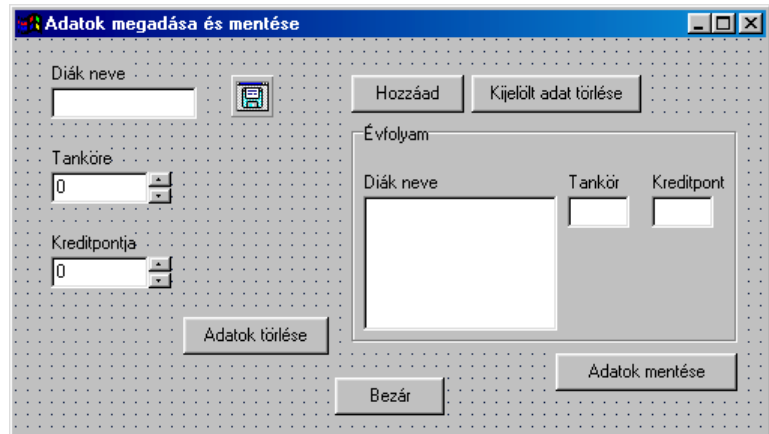 Adatok megadása és mentése
Diák neve
Hozzáad
Kijelölt adat törlése
Évfolyam
Tanköre
0
Diák neve
Tankör
Kreditpont
Kreditpontja
0
Adatok törlése
Adatok mentése
Bezár